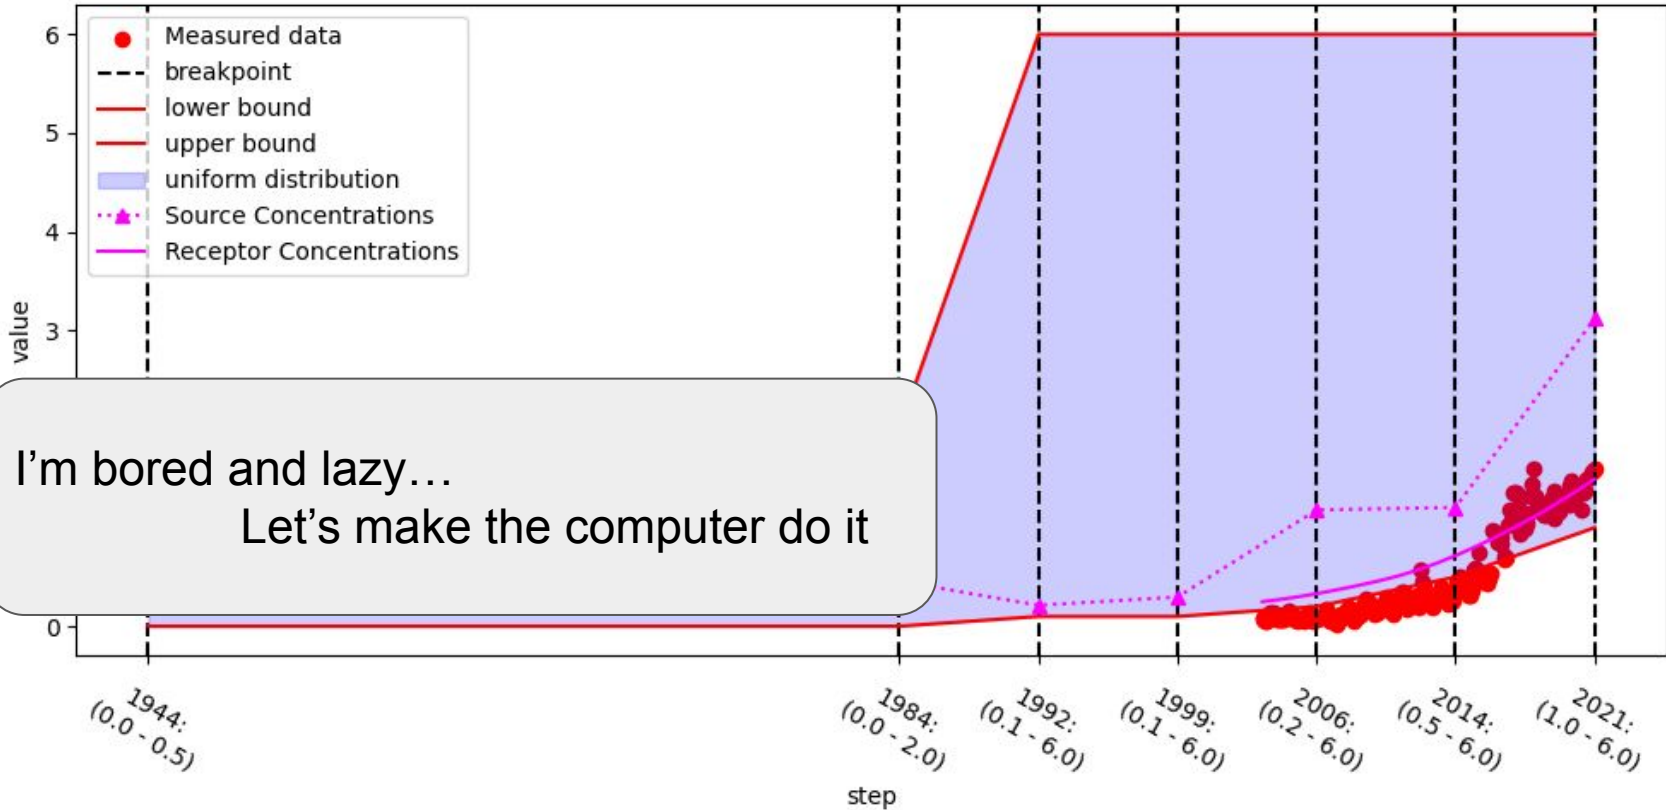 6
5
4
3
0
value
Measured data
breakpoint
lower bound
upper bound
uniform distribution
Source Concentrations
Receptor Concentrations
I’m bored and lazy…
Let’s make the computer do it
1944:
(0.0 - 0.5)
1984:
(0.0 - 2.0)
1992:
(0.1 - 6.0)
1999:
(0.1 - 6.0)
2006:
(0.2 - 6.0)
2014:
(0.5 - 6.0)
2021:
(1.0 - 6.0)
step